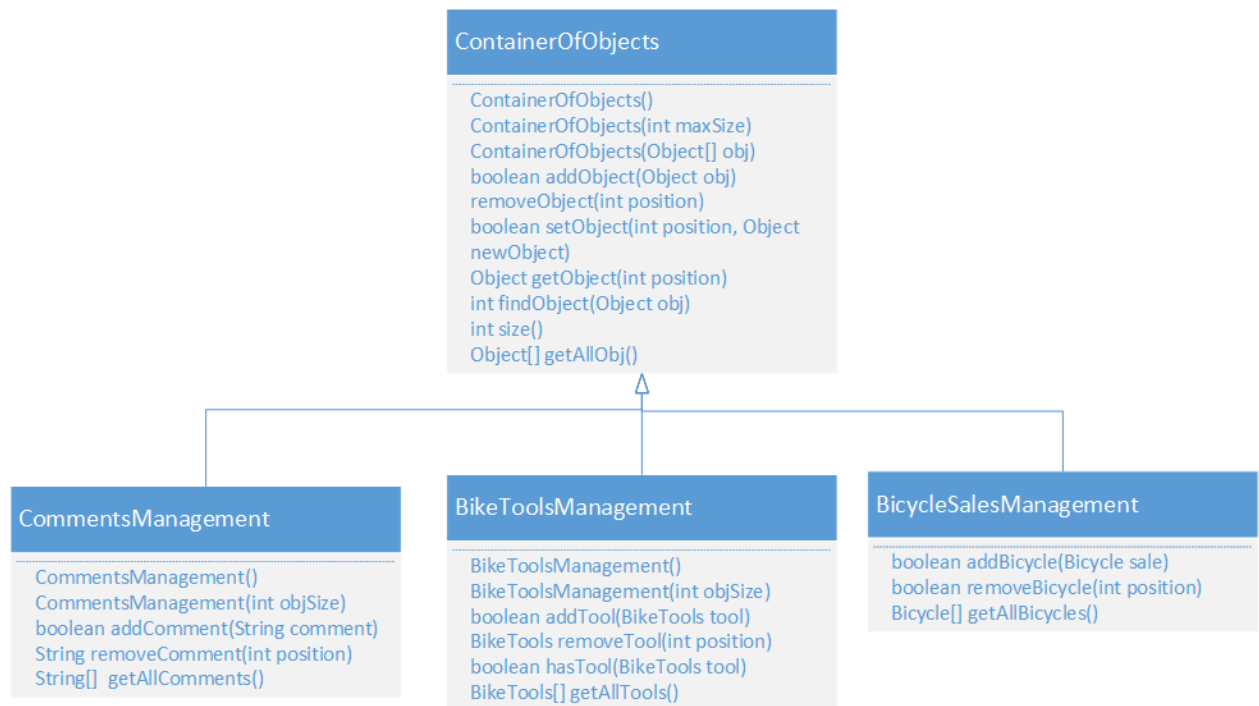 ContainerOfObjects
ContainerOfObjects()
ContainerOfObjects(int maxSize)
ContainerOfObjects(Object[] obj)
boolean addObject(Object obj)
removeObject(int position)
boolean setObject(int position, Object
newObject)
Object getObject(int position)
int findObject(Object obj)
int size()
Object[] getAllObj()
CommentsManagement
CommentsManagement()
CommentsManagement(int objSize)
boolean addComment(String comment)
String removeComment(int position)
String[] getAllComments()
BikeToolsManagement
BikeToolsManagement()
BikeToolsManagement(int objSize)
boolean addTool(BikeTools tool)
BikeTools removeTool(int position)
boolean hasTool(BikeTools tool)
BikeTools[] getAllTools()
BicycleSalesManagement
boolean addBicycle(Bicycle sale)
boolean removeBicycle(int position)
Bicycle[] getAllBicycles()